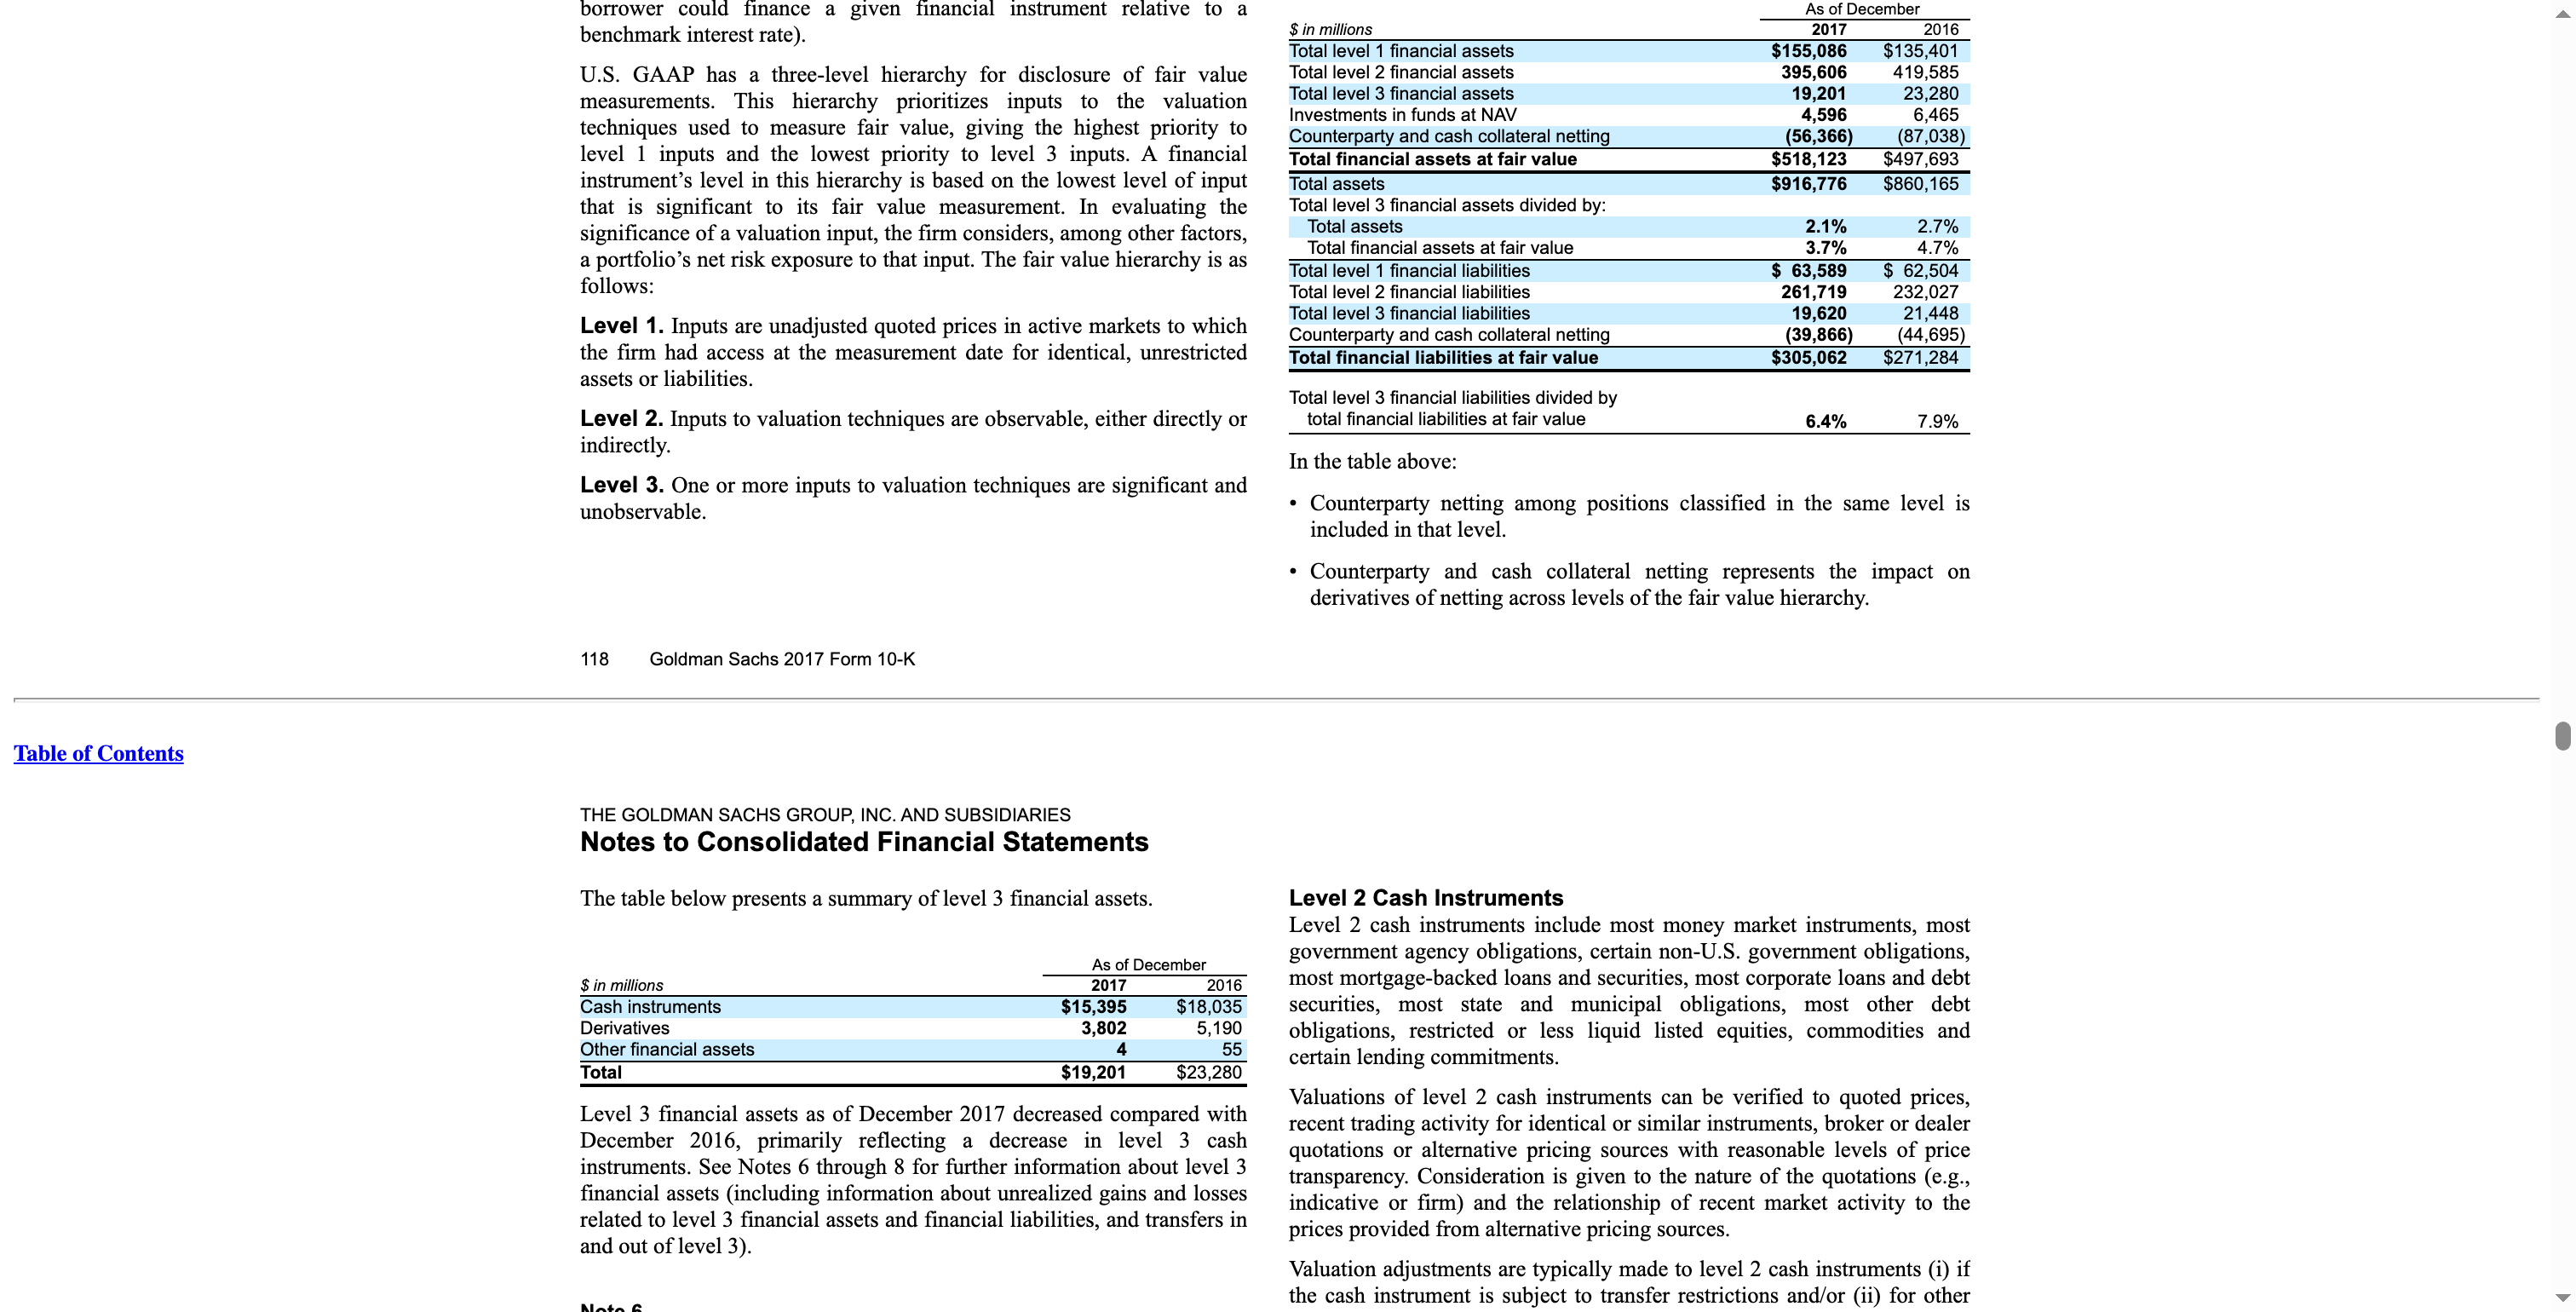 borrower could finance a given financial instrument relative to a
benchmark interest rate).
U.S. GAAP has a three-level hierarchy for disclosure of fair value
measurements. This hierarchy prioritizes inputs to the valuation
techniques used to measure fair value, giving the highest priority to
level 1 inputs and the lowest priority to level 3 inputs. A financial
instrument’s level in this hierarchy is based on the lowest level of input
that is significant to its fair value measurement. In evaluating the
significance of a valuation input, the firm considers, among other factors,
a portfolio’s net risk exposure to that input. The fair value hierarchy is as
follows:
Level 1. Inputs are unadjusted quoted prices in active markets to which
the firm had access at the measurement date for identical, unrestricted
assets or liabilities.
Level 2. Inputs to valuation techniques are observable, either directly or
indirectly.
Level 3. One or more inputs to valuation techniques are significant and
unobservable.
As of December
$ in millions 2017 2016
Total level 1 financial assets $155,086 $135,401
Total level 2 financial assets 395,606 419,585
Total level 3 financial assets 19,201 23,280
Investments in funds at NAV 4,596 6,465
Counterparty and cash collateral netting (56,366) (87,038)
Total financial assets at fair value $518,123 $497,693
Total assets $916,776 $860,165
Total level 3 financial assets divided by:
Total assets 2.1% 2.7%
Total financial assets at fair value 3.7% 4.7%
Total level 1 financial liabilities $ 63,589 $ 62,504
Total level 2 financial liabilities 261,719 232,027
Total level 3 financial liabilities 19,620 21,448
Counterparty and cash collateral netting (39,866) (44,695)
Total financial liabilities at fair value $305,062 $271,284
Total level 3 financial liabilities divided by
total financial liabilities at fair value 6.4% 7.9%
In the table above:
• Counterparty netting among positions classified in the same level is
included in that level.
• Counterparty and cash collateral netting represents the impact on
derivatives of netting across levels of the fair value hierarchy.
118 Goldman Sachs 2017 Form 10-K
Table of Contents
THE GOLDMAN SACHS GROUP, INC. AND SUBSIDIARIES
Notes to Consolidated Financial Statements
The table below presents a summary of level 3 financial assets.
As of December
$ in millions 2017 2016
Cash instruments $15,395 $18,035
Derivatives 3,802 5,190
Other financial assets 4 55
Total $19,201 $23,280
Level 3 financial assets as of December 2017 decreased compared with
December 2016, primarily reflecting a decrease in level 3 cash
instruments. See Notes 6 through 8 for further information about level 3
financial assets (including information about unrealized gains and losses
related to level 3 financial assets and financial liabilities, and transfers in
and out of level 3).
Note 6
Level 2 Cash Instruments
Level 2 cash instruments include most money market instruments, most
government agency obligations, certain non-U.S. government obligations,
most mortgage-backed loans and securities, most corporate loans and debt
securities, most state and municipal obligations, most other debt
obligations, restricted or less liquid listed equities, commodities and
certain lending commitments.
Valuations of level 2 cash instruments can be verified to quoted prices,
recent trading activity for identical or similar instruments, broker or dealer
quotations or alternative pricing sources with reasonable levels of price
transparency. Consideration is given to the nature of the quotations (e.g.,
indicative or firm) and the relationship of recent market activity to the
prices provided from alternative pricing sources.
Valuation adjustments are typically made to level 2 cash instruments (i) if
the cash instrument is subject to transfer restrictions and/or (ii) for other